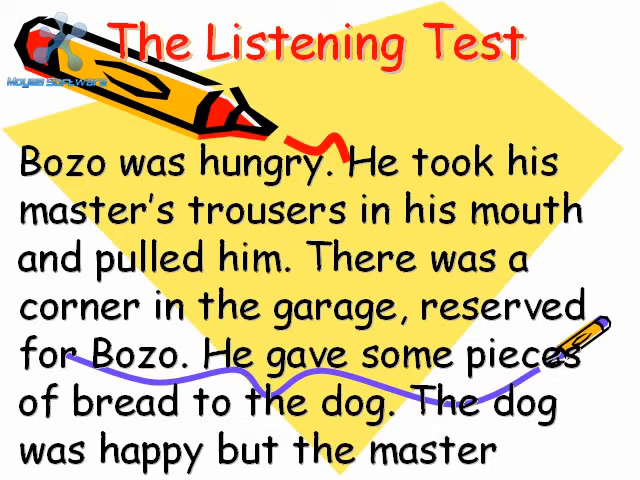 The Listening Test
Moyea Software
Bozo was hungry. He took his
master's trousers in his mouth
and pulled him. There was a
corner in the garage, reserved
for Bozo. He gave some pieces
of bread to the dog. The dog
was happy but the master